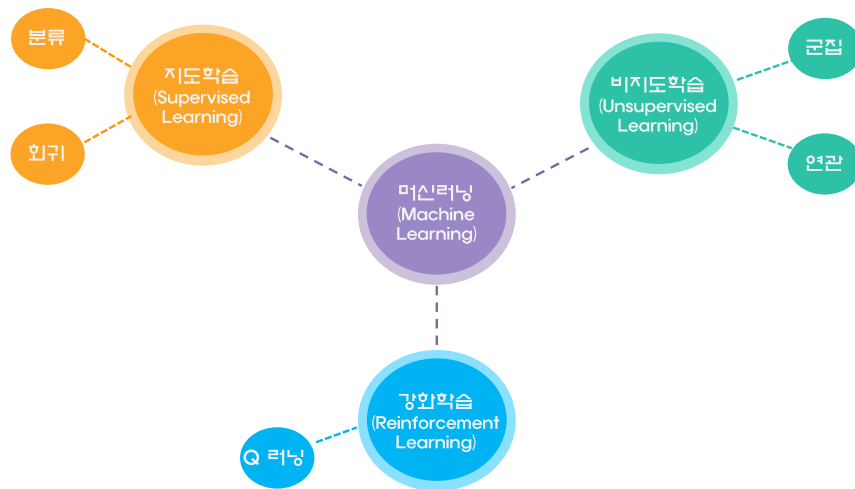 분류
지도학습
(Supervised
Learning)
회귀
비지도학습
(Unsupervised
Learning)
군집
연관
머신러닝
(Machine
Learning)
강화학습
(Reinforcement
Learning)
Q 러닝